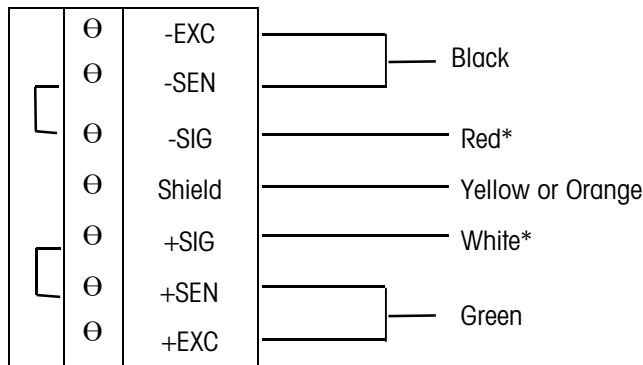 -EXC
-SEN
Black
-SIG
Red*
Shield
Yellow or Orange
+SIG
White*
+SEN
Green
+EXC